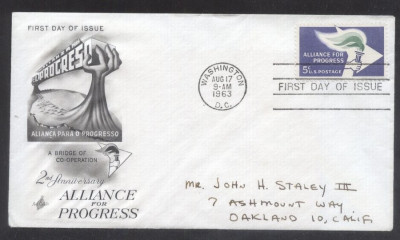 FIRST DAY OF ISSUE
PROGRESO
ALIANÇA PARA O PROGRESSO
A BRIDGE OF
CO-OPERATION
2nd Anniversary
ALLIANCE
FOR
PROGRESS
WASHINGTON
AUG 17
9-AM
1963
D.C.
ALLIANCE FOR
PROGRESS
5¢ U.S. POSTAGE
FIRST DAY OF ISSUE
Mr. John H. Staley III
7 Ashmount Way
Oakland 10, Calif.